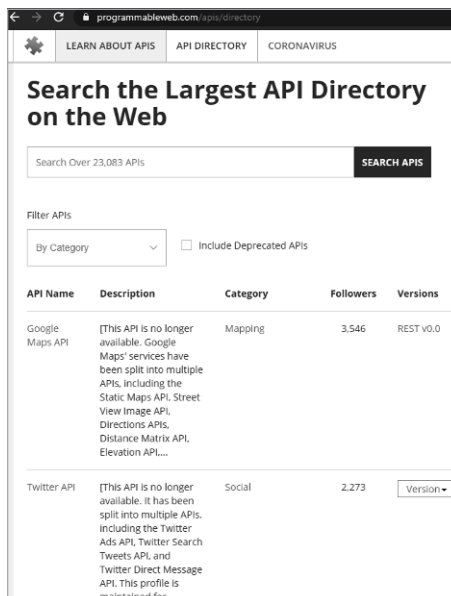 programmableweb.com/apis/directory
LEARN ABOUT APIS API DIRECTORY CORONAVIRUS
Search the Largest API Directory
on the Web
Search Over 23,083 APIs SEARCH APIS
Filter APIs
By Category Include Deprecated APIs
API Name Description Category Followers Versions
Google [This API is no longer Mapping 3,546 REST v0.0
Maps API available. Google
Maps' services have
been split into multiple
APIs, including the
Static Maps API, Street
View Image API,
Directions APIs,
Distance Matrix API,
Elevation API,...
Twitter API [This API is no longer Social 2,273 Version
available. It has been
split into multiple APIs,
including the Twitter
Ads API, Twitter Search
Tweets API, and
Twitter Direct Message
API. This profile is
maintained for